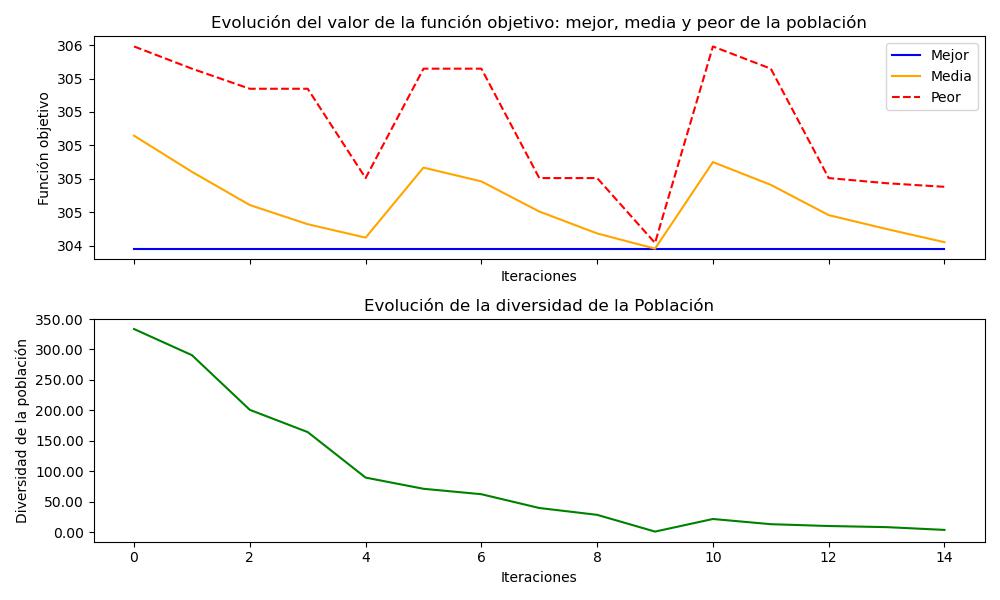 Evolución del valor de la función objetivo: mejor, media y peor de la población
306
305
305
305
305
305
304
Función objetivo
Mejor
Media
Peor
Iteraciones
Evolución de la diversidad de la Población
350.00
300.00
250.00
200.00
150.00
100.00
50.00
0.00
Diversidad de la población
0 2 4 6 8 10 12 14
Iteraciones